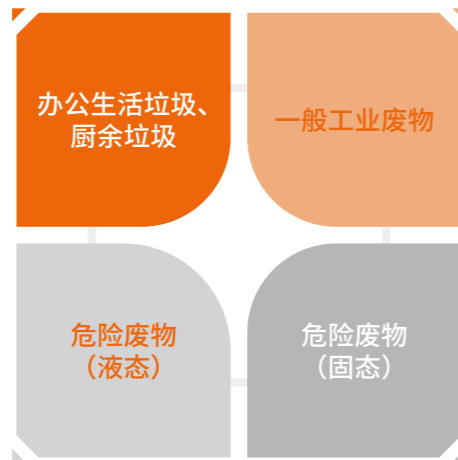 办公生活垃圾、
厨余垃圾
一般工业废物
危险废物
（液态）
危险废物
（固态）